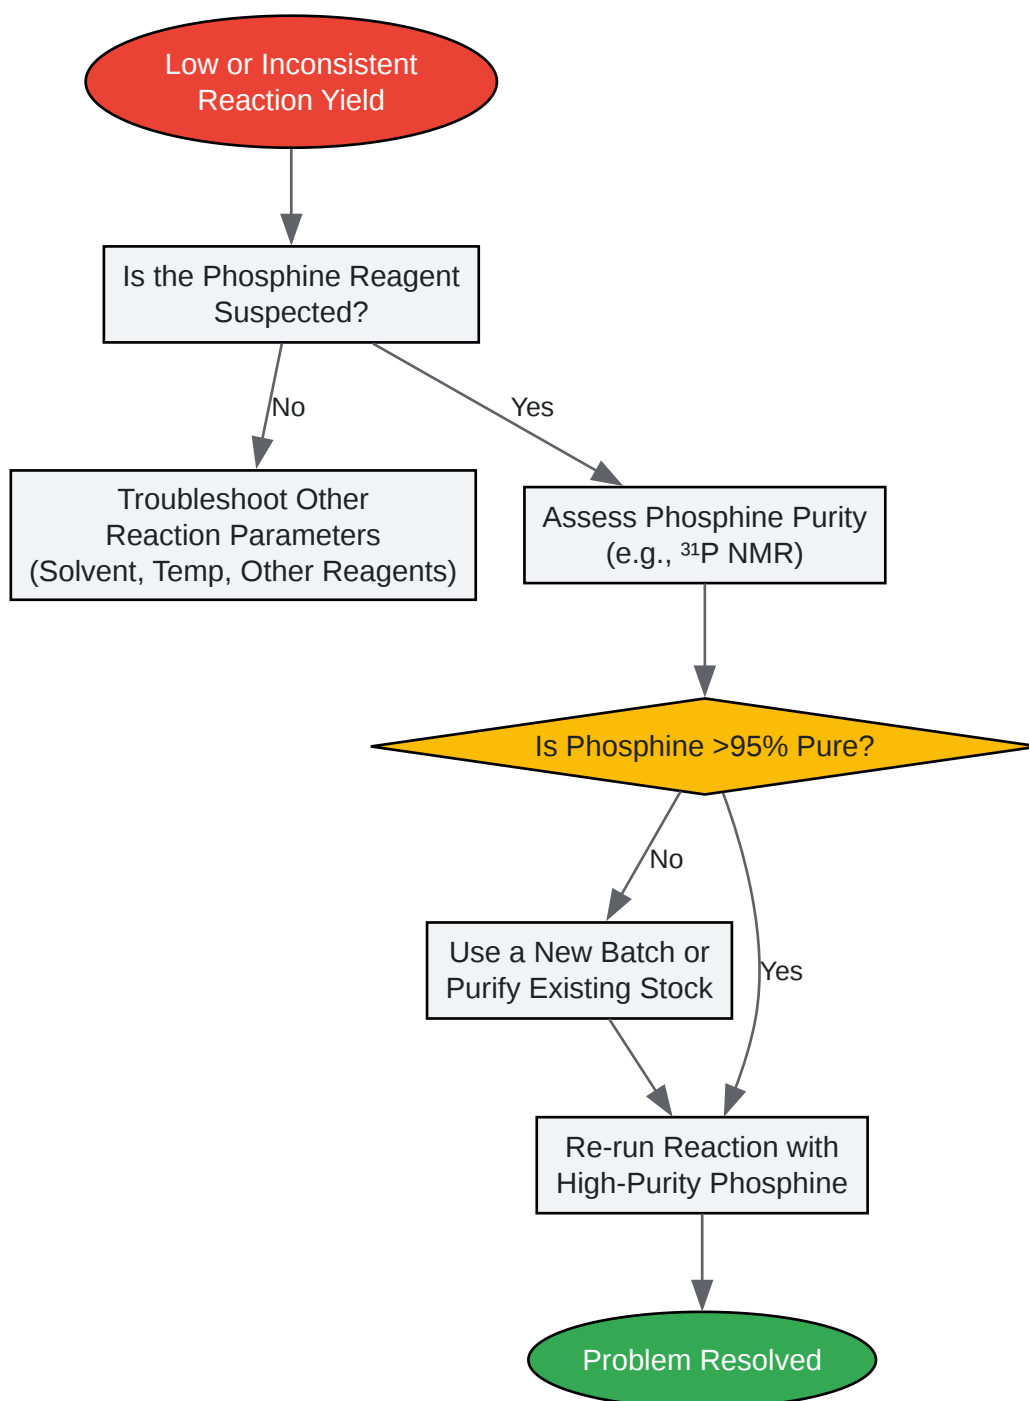 Low or Inconsistent
Reaction Yield
Is the Phosphine Reagent
Suspected?
No
Yes
Troubleshoot Other
Reaction Parameters
(Solvent, Temp, Other Reagents)
Assess Phosphine Purity
(e.g., ³¹P NMR)
Is Phosphine >95% Pure?
No
Use a New Batch or
Purify Existing Stock
Yes
Re-run Reaction with
High-Purity Phosphine
Problem Resolved